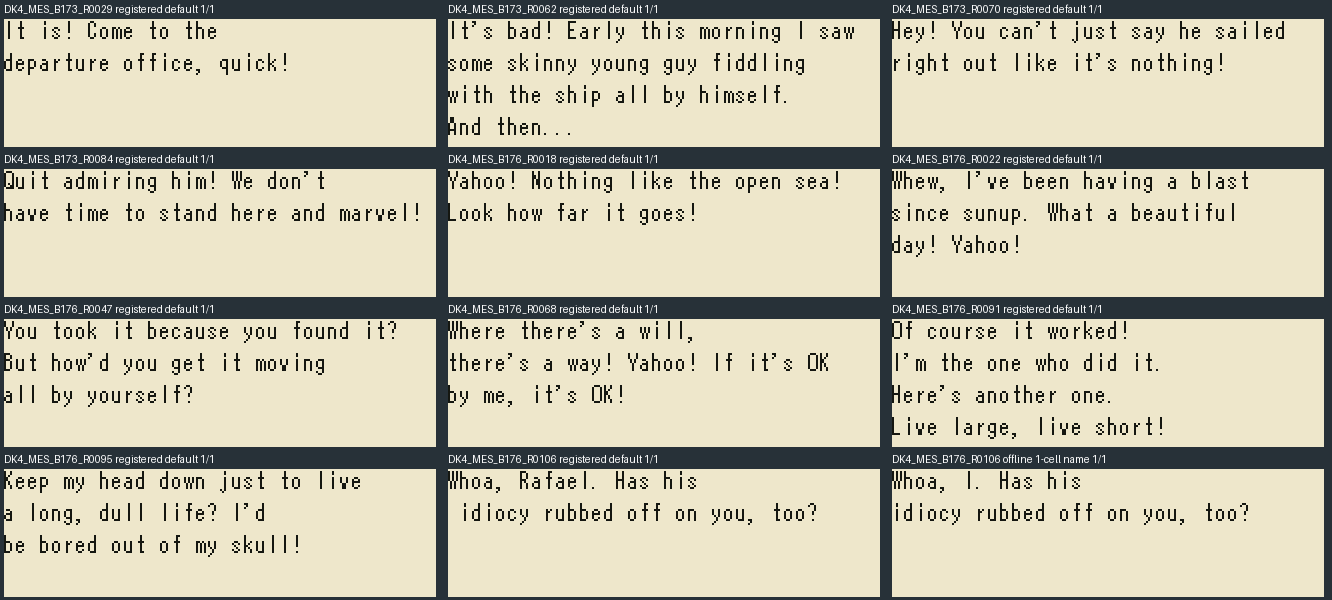 DK4_MES_B173_R0029 registered default 1/1
It is! Come to the
departure office, quick!
DK4_MES_B173_R0062 registered default 1/1
It's bad! Early this morning I saw
some skinny young guy fiddling
with the ship all by himself.
And then...
DK4_MES_B173_R0070 registered default 1/1
Hey! You can't just say he sailed
right out like it's nothing!
DK4_MES_B173_R0084 registered default 1/1
Quit admiring him! We don't
have time to stand here and marvel!
DK4_MES_B176_R0018 registered default 1/1
Yahoo! Nothing like the open sea!
Look how far it goes!
DK4_MES_B176_R0022 registered default 1/1
Whew, I've been having a blast
since sunup. What a beautiful
day! Yahoo!
DK4_MES_B176_R0047 registered default 1/1
You took it because you found it?
But how'd you get it moving
all by yourself?
DK4_MES_B176_R0068 registered default 1/1
Where there's a will,
there's a way! Yahoo! If it's OK
by me, it's OK!
DK4_MES_B176_R0091 registered default 1/1
Of course it worked!
I'm the one who did it.
Here's another one.
Live large, live short!
DK4_MES_B176_R0095 registered default 1/1
Keep my head down just to live
a long, dull life? I'd
be bored out of my skull!
DK4_MES_B176_R0106 registered default 1/1
Whoa, Rafael. Has his
idiocy rubbed off on you, too?
DK4_MES_B176_R0106 offline 1-cell name 1/1
Whoa, I. Has his
idiocy rubbed off on you, too?